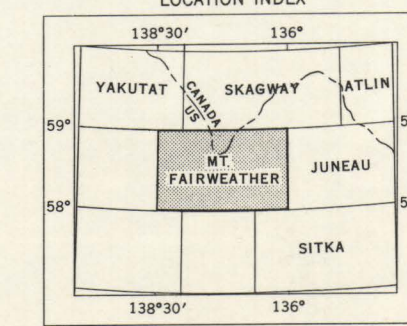 LOCATION INDEX
138°30′ 136°
YAKUTAT SKAGWAY ATLIN
CANADA
US
59°
MT.
FAIRWEATHER
JUNEAU
58°
SITKA
138°30′ 136°